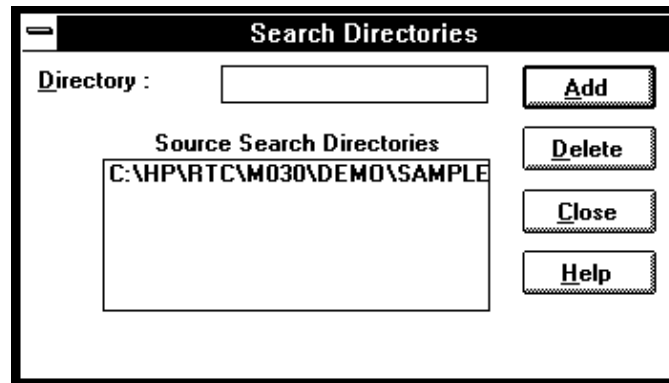 Search Directories
Directory :
Add
Source Search Directories
Delete
C:\HP\RTC\M030\DEMO\SAMPLE
Close
Help